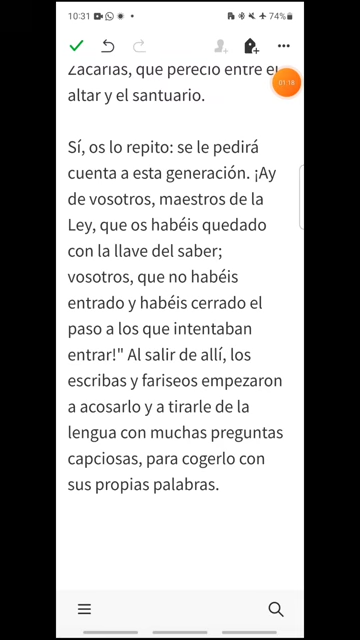 10:31
74%
Zacarías, que pereció entre el
01:18
altar y el santuario.
Sí, os lo repito: se le pedirá
cuenta a esta generación. ¡Ay
de vosotros, maestros de la
Ley, que os habéis quedado
con la llave del saber;
vosotros, que no habéis
entrado y habéis cerrado el
paso a los que intentaban
entrar!" Al salir de allí, los
escribas y fariseos empezaron
a acosarlo y a tirarle de la
lengua con muchas preguntas
capciosas, para cogerlo con
sus propias palabras.